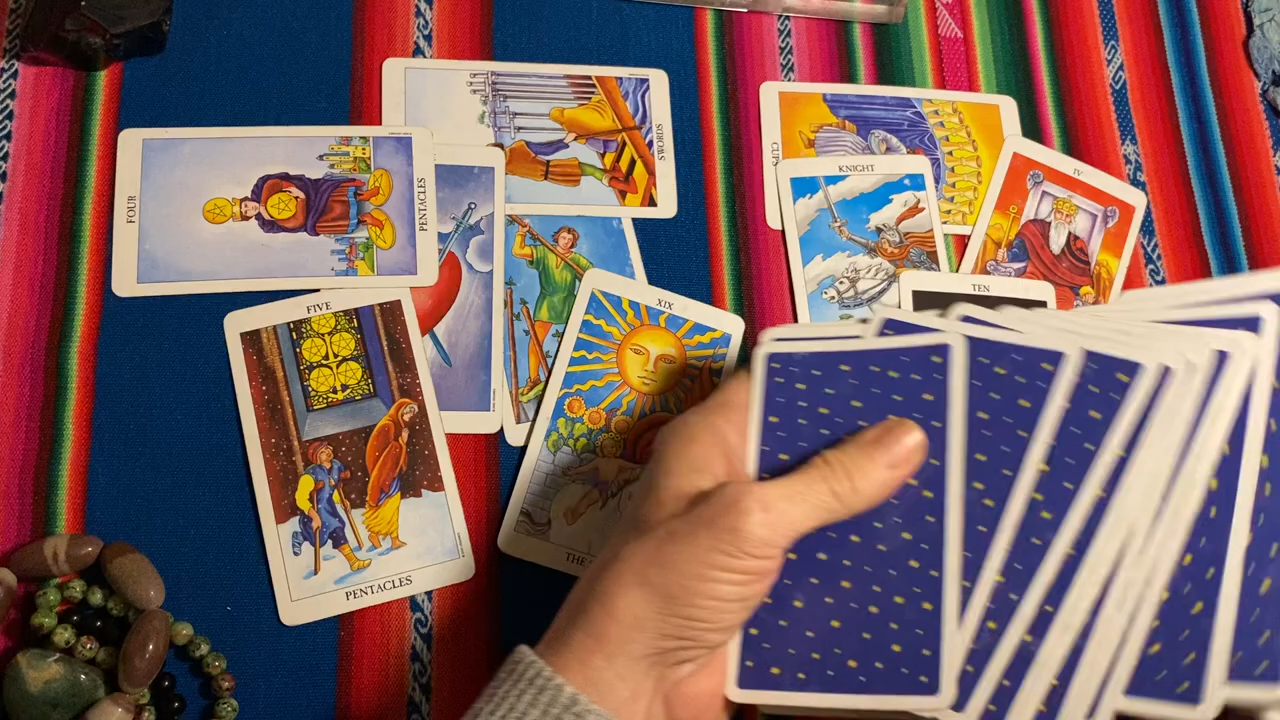 FOUR
PENTACLES
SWORDS
FIVE
PENTACLES
XIX
THE
CUPS
KNIGHT
IV
TEN